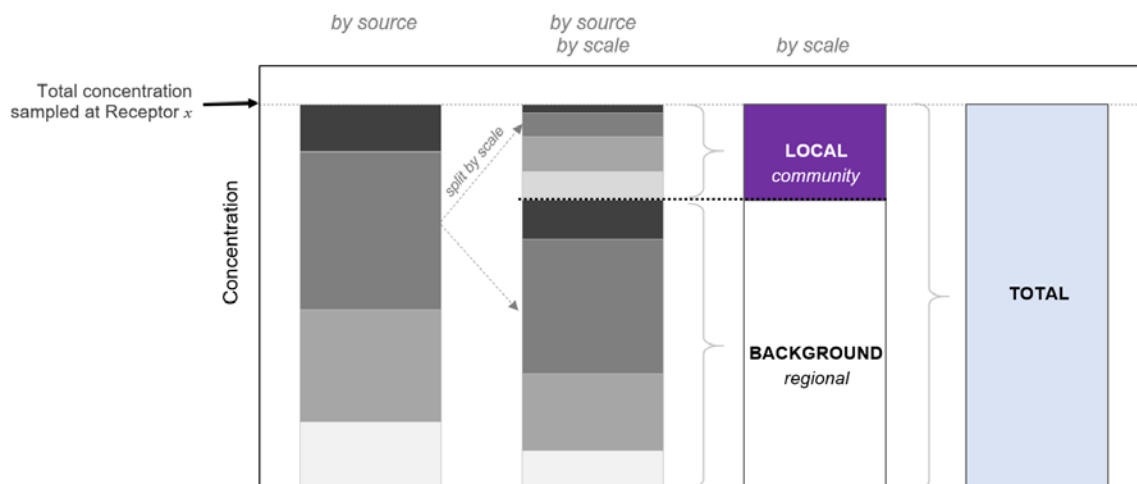 by source
by source
by scale
by scale
Total concentration
sampled at Receptor x
Concentration
split by scale
LOCAL
community
BACKGROUND
regional
TOTAL